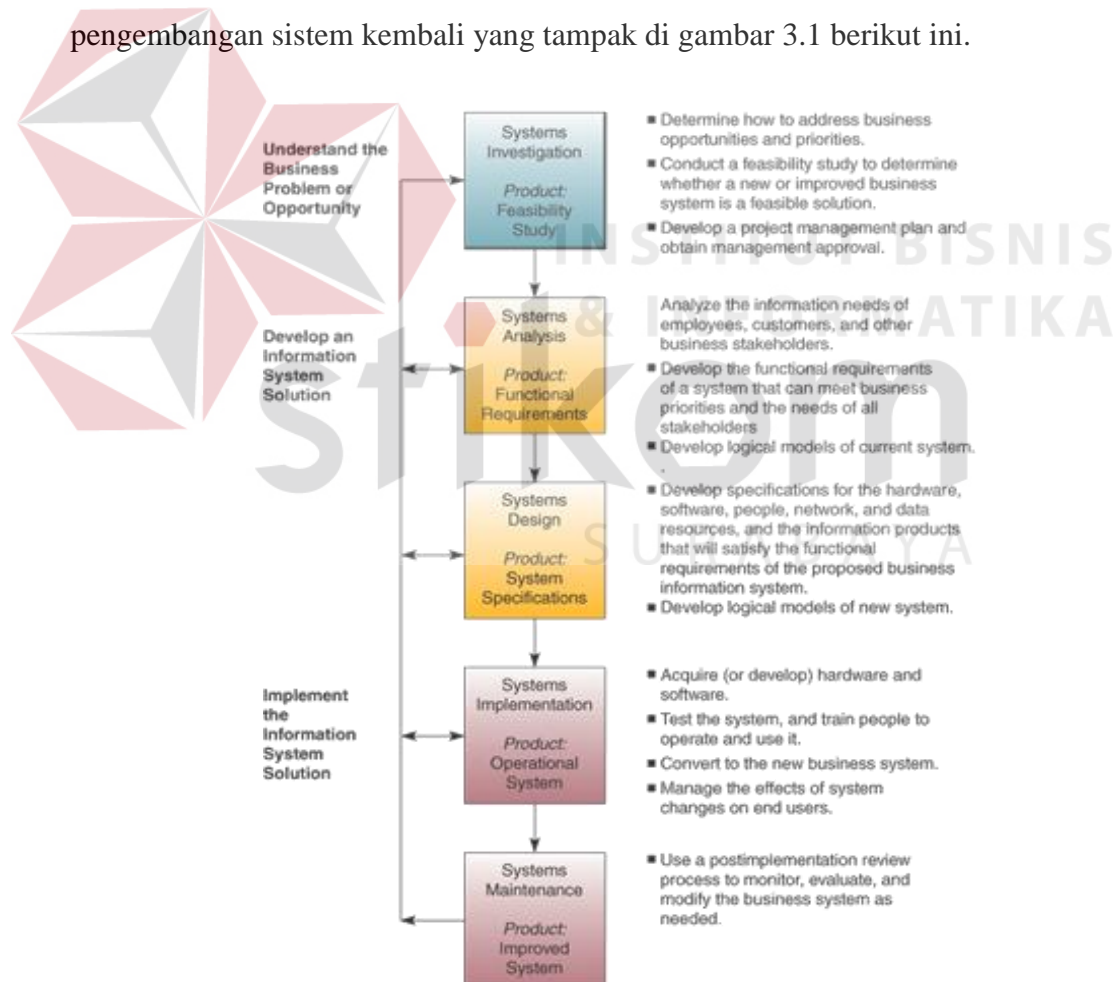 pengembangan sistem kembali yang tampak di gambar 3.1 berikut ini.
Understand the
Business
Problem or
Opportunity
Systems
Investigation
Product:
Feasibility
Study
■ Determine how to address business
opportunities and priorities.
■ Conduct a feasibility study to determine
whether a new or improved business
system is a feasible solution.
■ Develop a project management plan and
obtain management approval.
INSTITUT BISNIS
& INFORMATIKA
stikom
SURABAYA
Develop an
Information
System
Solution
Systems
Analysis
Product:
Functional
Requirements
Analyze the information needs of
employees, customers, and other
business stakeholders.
■ Develop the functional requirements
of a system that can meet business
priorities and the needs of all
stakeholders
■ Develop logical models of current system.
.
Systems
Design
Product:
System
Specifications
■ Develop specifications for the hardware,
software, people, network, and data
resources, and the information products
that will satisfy the functional
requirements of the proposed business
information system.
■ Develop logical models of new system.
Implement
the
Information
System
Solution
Systems
Implementation
Product:
Operational
System
■ Acquire (or develop) hardware and
software.
■ Test the system, and train people to
operate and use it.
■ Convert to the new business system.
■ Manage the effects of system
changes on end users.
Systems
Maintenance
Product:
Improved
System
■ Use a postimplementation review
process to monitor, evaluate, and
modify the business system as
needed.